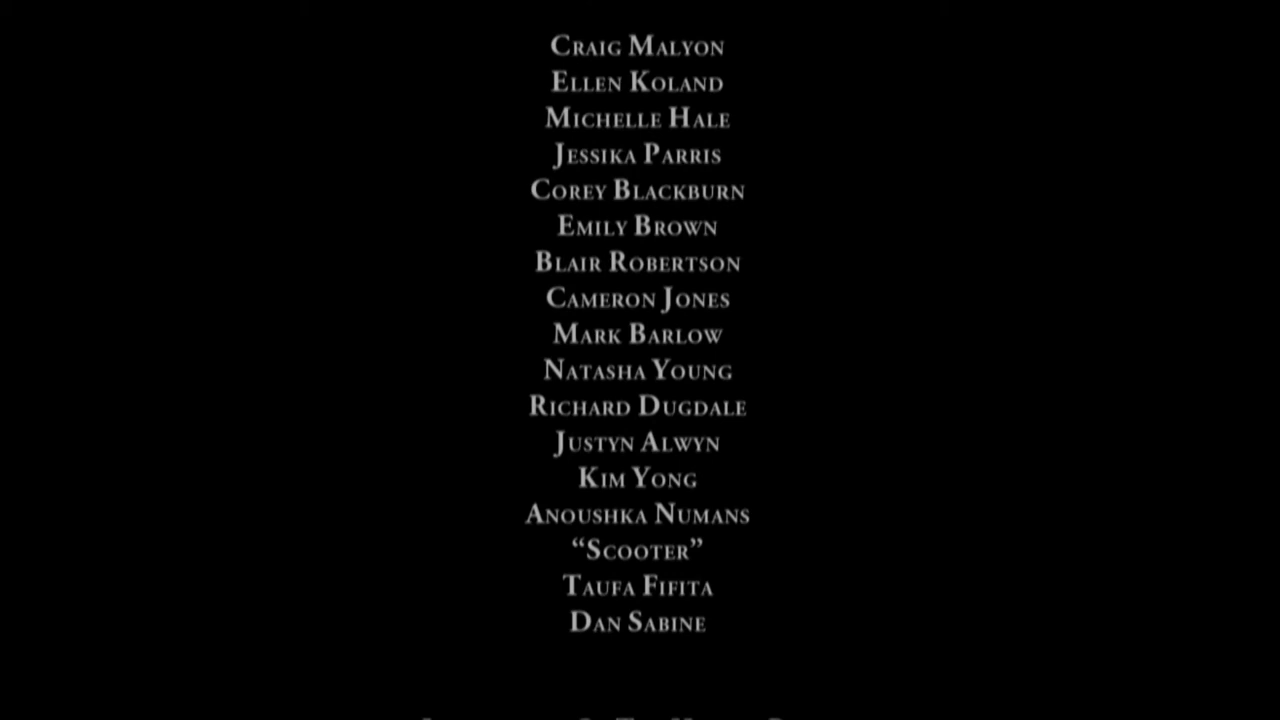 Craig Malyon
Ellen Koland
Michelle Hale
Jessika Parris
Corey Blackburn
Emily Brown
Blair Robertson
Cameron Jones
Mark Barlow
Natasha Young
Richard Dugdale
Justyn Alwyn
Kim Yong
Anoushka Numans
“Scooter”
Taufa Fifita
Dan Sabine